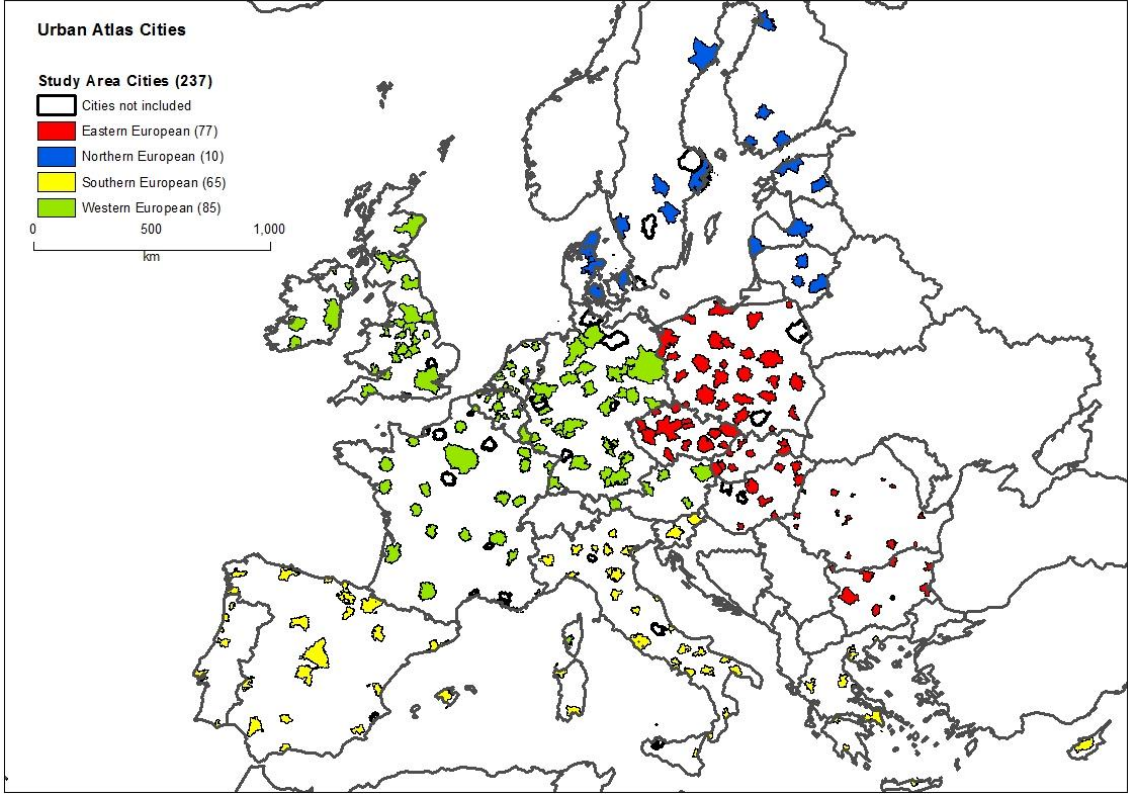 Urban Atlas Cities
Study Area Cities (237)
Cities not included
Eastern European (77)
Northern European (10)
Southern European (65)
Western European (85)
0 500 1,000
km